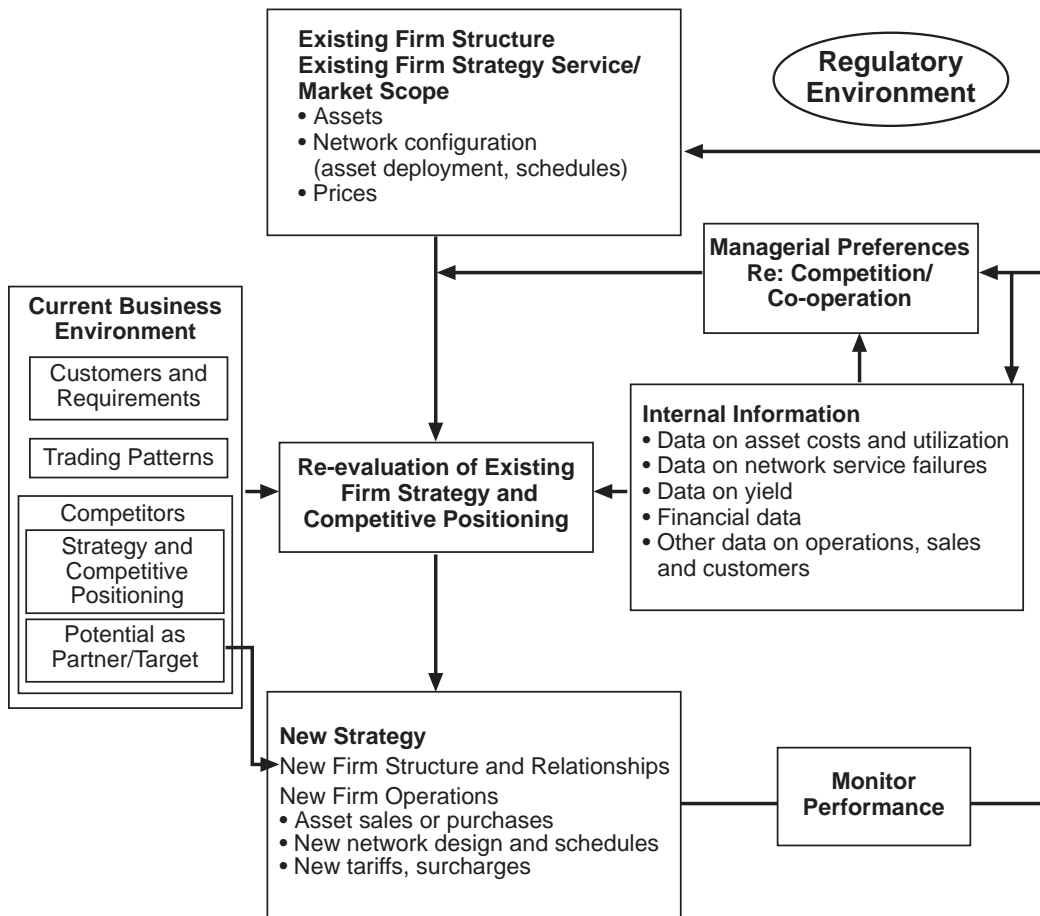 Existing Firm Structure
Existing Firm Strategy Service/
Market Scope
• Assets
• Network configuration
(asset deployment, schedules)
• Prices
Regulatory
Environment
Managerial Preferences
Re: Competition/
Co-operation
Current Business
Environment
Customers and
Requirements
Trading Patterns
Competitors
Strategy and
Competitive
Positioning
Potential as
Partner/Target
Re-evaluation of Existing
Firm Strategy and
Competitive Positioning
Internal Information
• Data on asset costs and utilization
• Data on network service failures
• Data on yield
• Financial data
• Other data on operations, sales
and customers
New Strategy
New Firm Structure and Relationships
New Firm Operations
• Asset sales or purchases
• New network design and schedules
• New tariffs, surcharges
Monitor
Performance